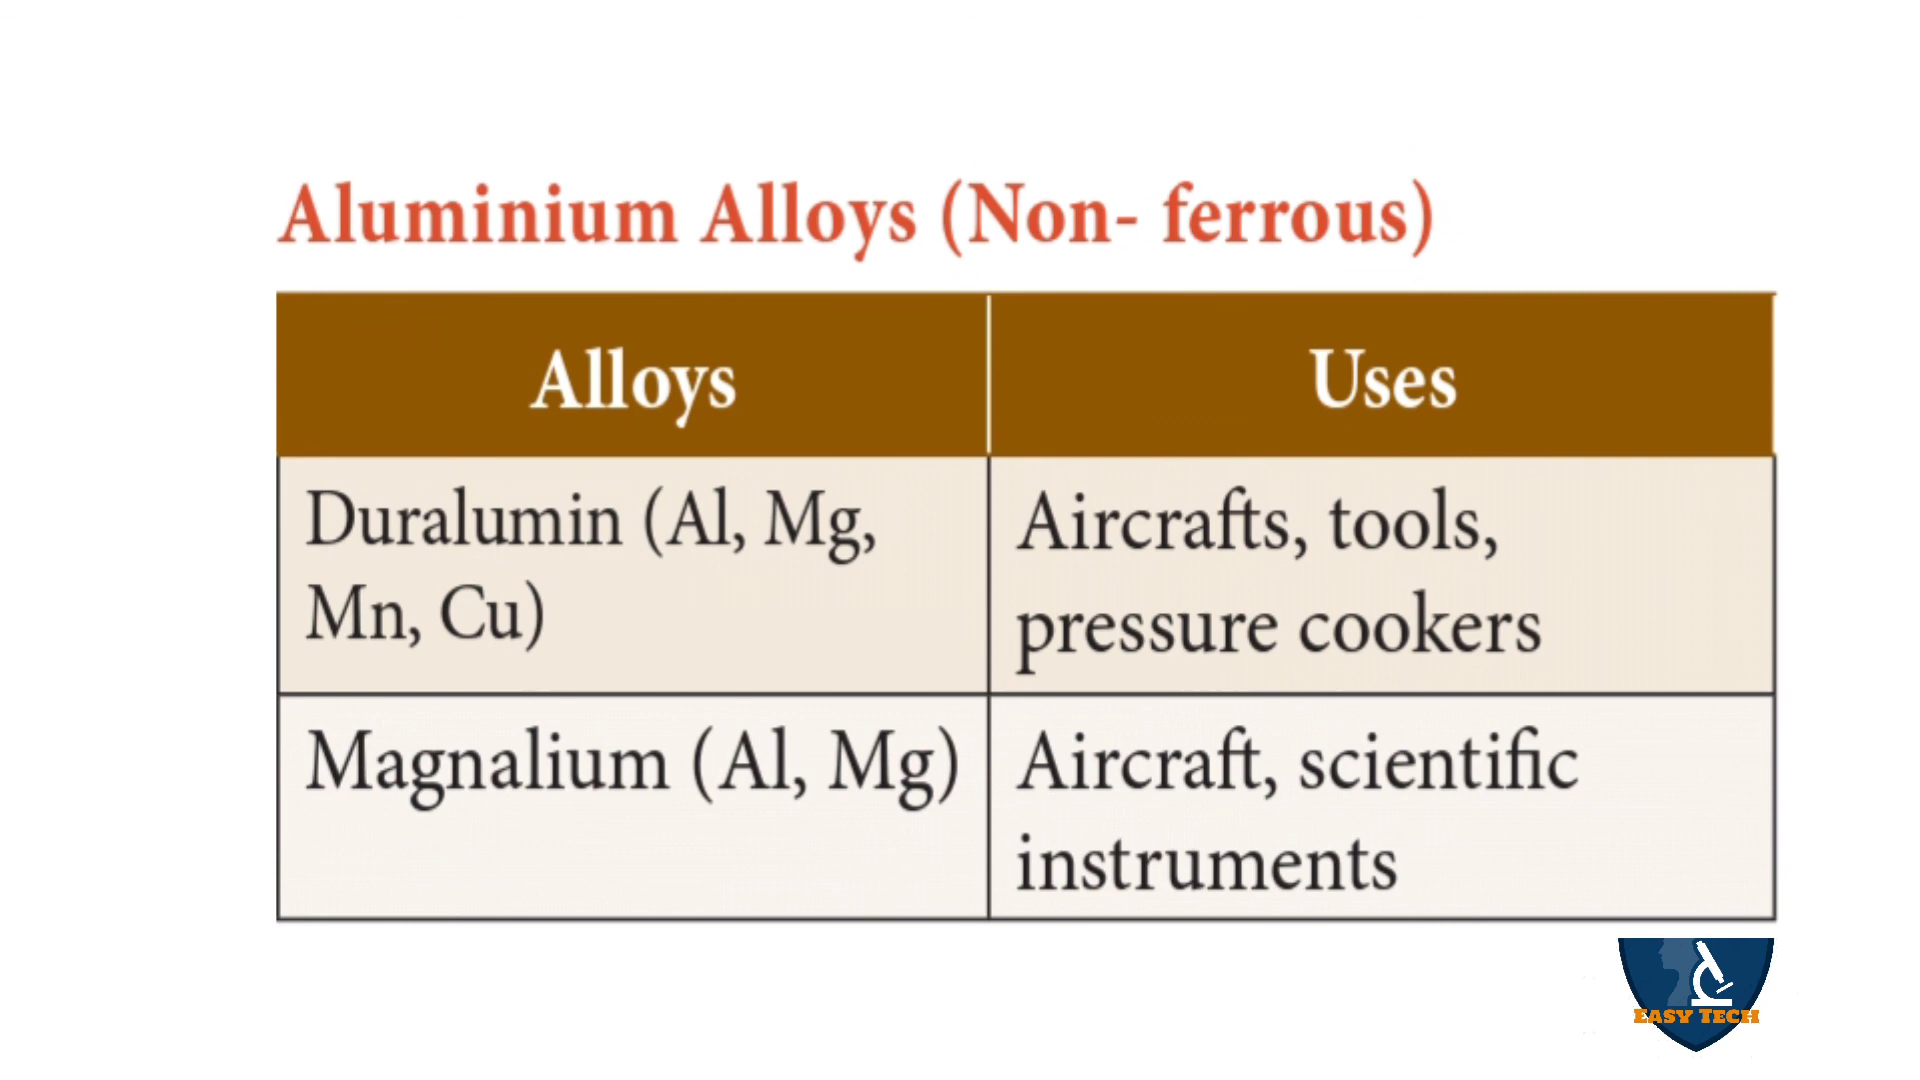 Aluminium Alloys (Non- ferrous)
Alloys
Uses
Duralumin (Al, Mg,
Mn, Cu)
Aircrafts, tools,
pressure cookers
Magnalium (Al, Mg)
Aircraft, scientific
instruments
EASY TECH